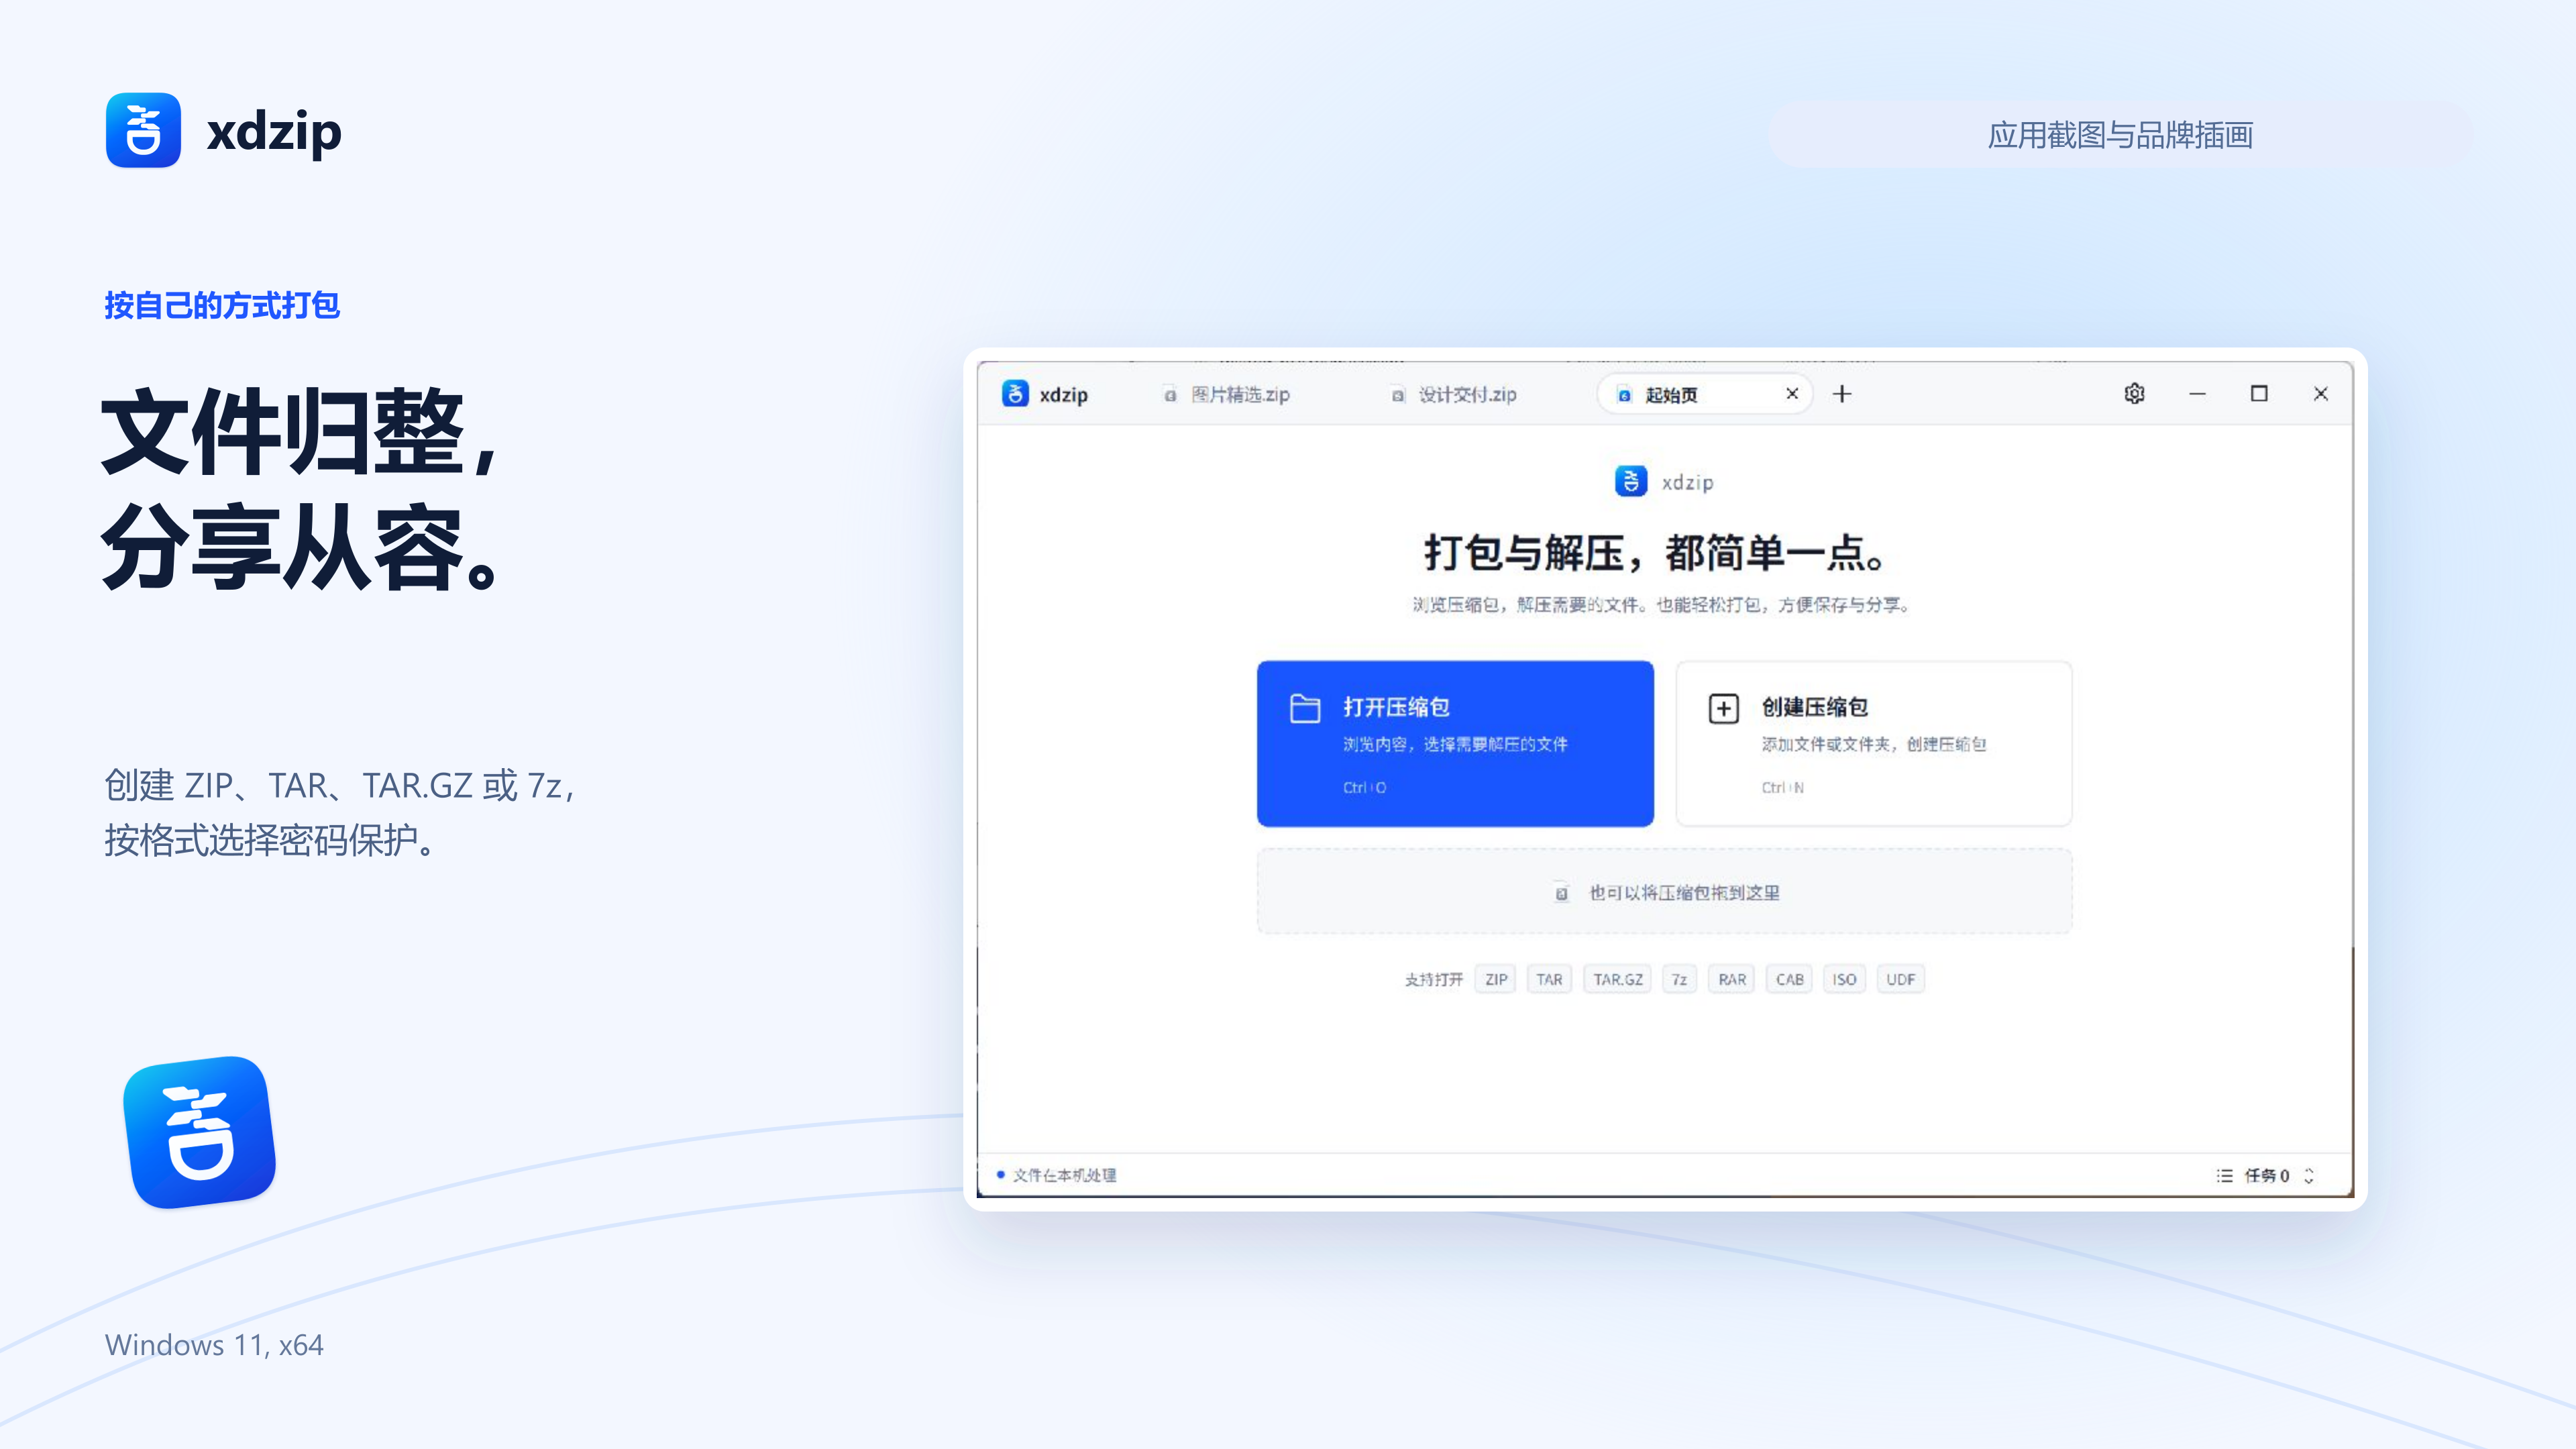 xdzip
应用截图与品牌插画
按自己的方式打包
文件归整，
分享从容。
创建 ZIP、TAR、TAR.GZ 或 7z，
按格式选择密码保护。
Windows 11, x64
xdzip
图片精选.zip
设计交付.zip
起始页
xdzip
打包与解压，都简单一点。
浏览压缩包，解压需要的文件。也能轻松打包，方便保存与分享。
打开压缩包
浏览内容，选择需要解压的文件
Ctrl+O
创建压缩包
添加文件或文件夹，创建压缩包
Ctrl+N
也可以将压缩包拖到这里
支持打开 ZIP TAR TAR.GZ 7z RAR CAB ISO UDF
文件在本机处理
任务 0